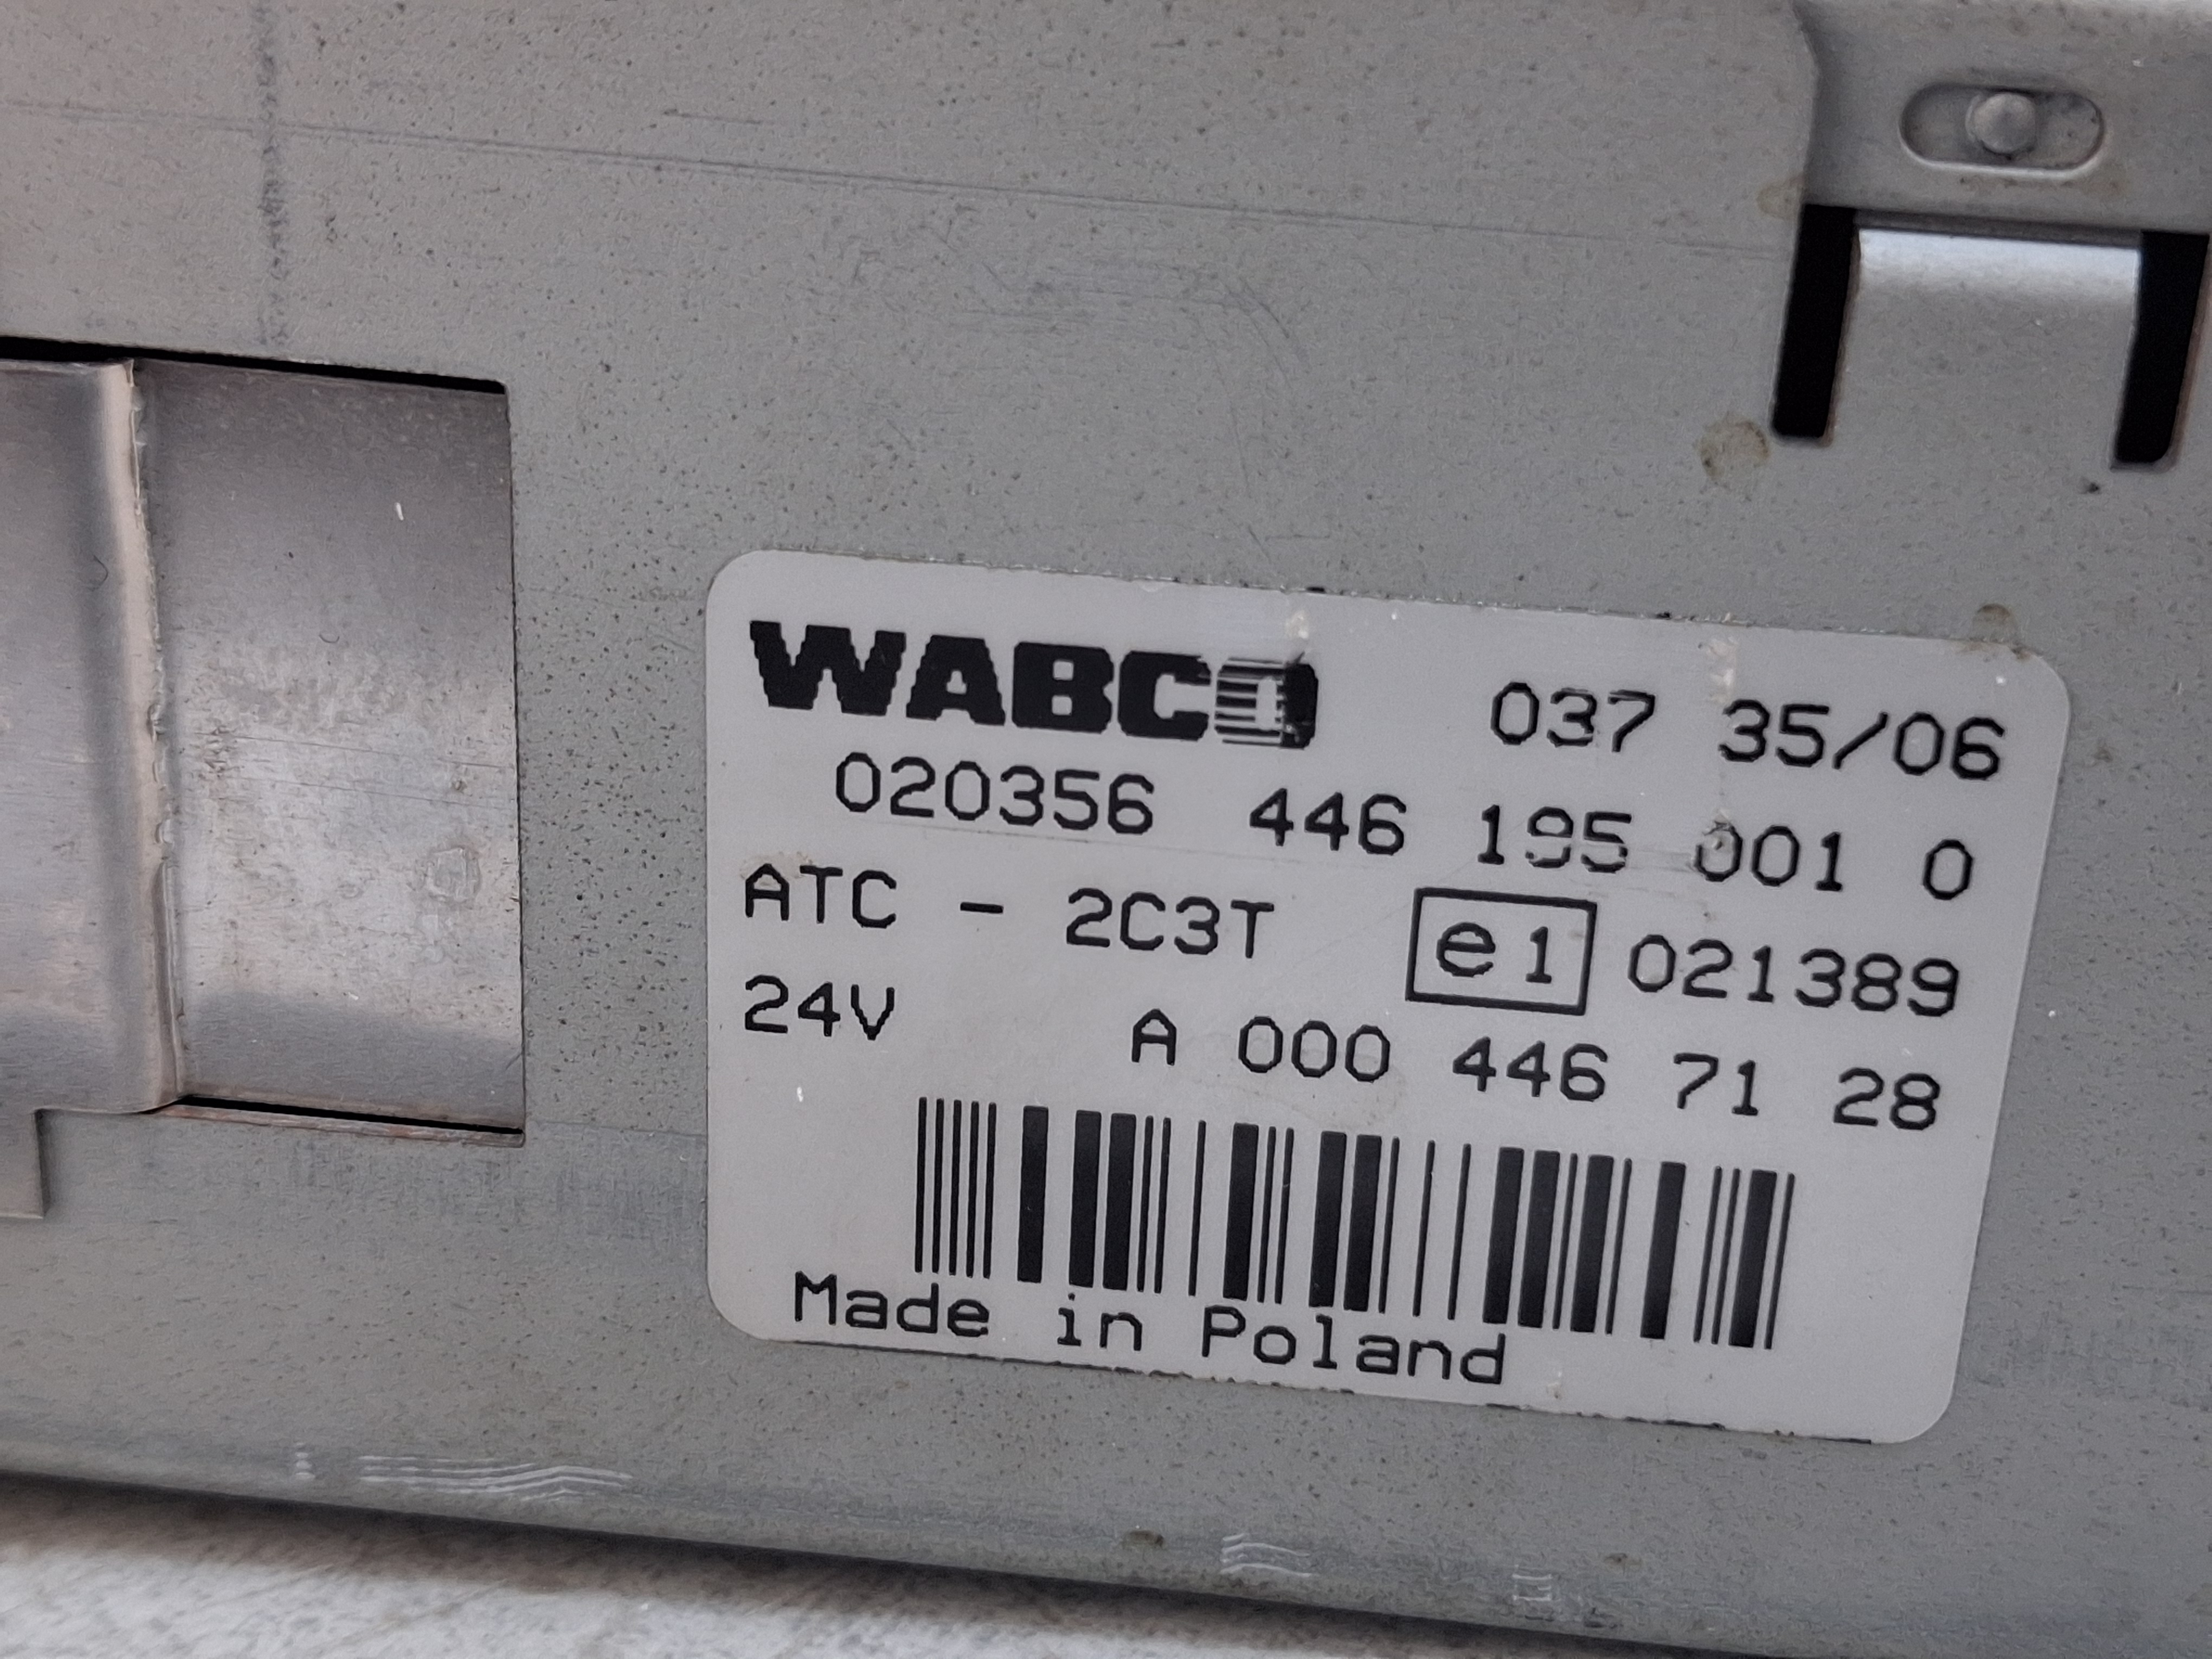 WABCO 037 35/06
020356 446 195 001 0
ATC - 2C3T e1 021389
24V A 000 446 71 28
Made in Poland